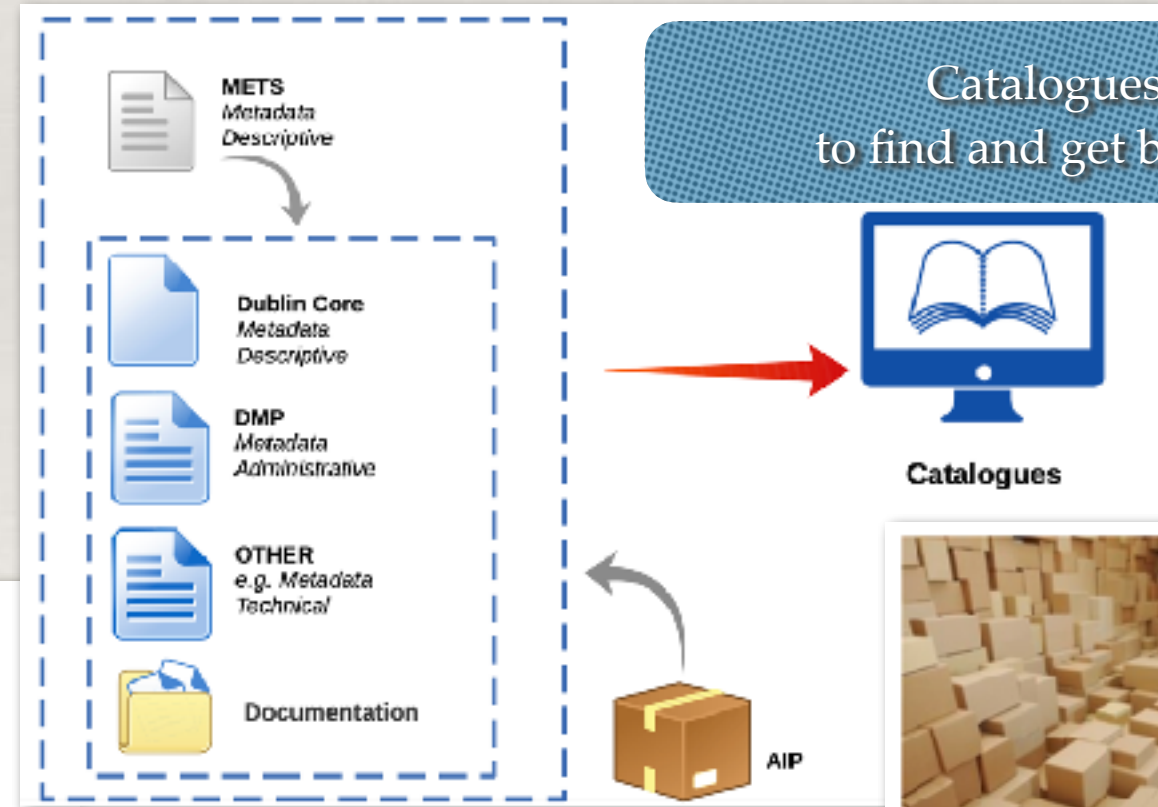 METS
Metadata
Descriptive
Catalogues
to find and get b
Dublin Core
Metadata
Descriptive
DMP
Metadata
Administrative
Catalogues
OTHER
e.g. Metadata
Technical
Documentation
AIP